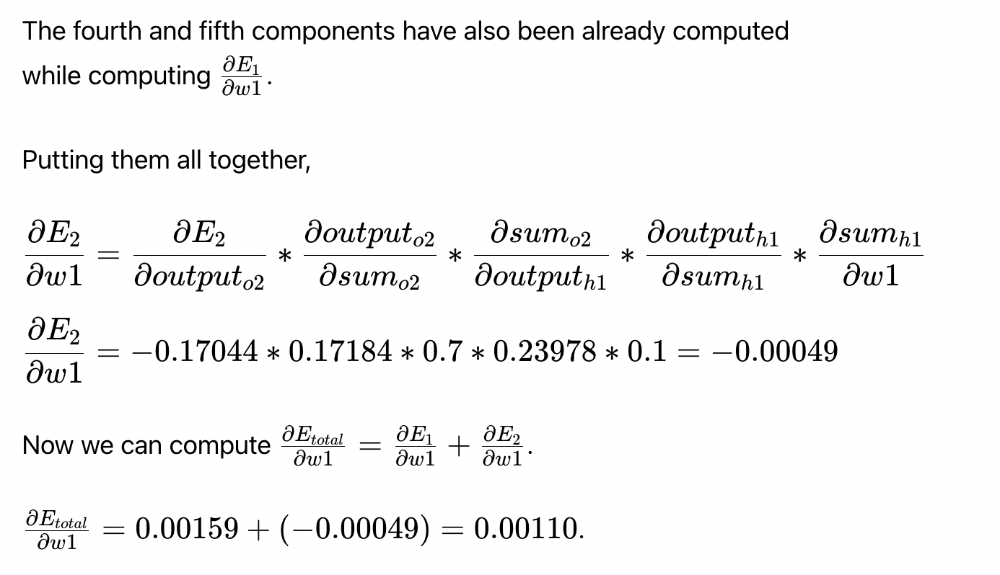 The fourth and fifth components have also been already computed
while computing $\frac{\partial E_1}{\partial w1}$.
Putting them all together,
$\frac{\partial E_2}{\partial w1} = \frac{\partial E_2}{\partial output_{o2}} * \frac{\partial output_{o2}}{\partial sum_{o2}} * \frac{\partial sum_{o2}}{\partial output_{h1}} * \frac{\partial output_{h1}}{\partial sum_{h1}} * \frac{\partial sum_{h1}}{\partial w1}$
$\frac{\partial E_2}{\partial w1} = -0.17044 * 0.17184 * 0.7 * 0.23978 * 0.1 = -0.00049$
Now we can compute $\frac{\partial E_{total}}{\partial w1} = \frac{\partial E_1}{\partial w1} + \frac{\partial E_2}{\partial w1}$.
$\frac{\partial E_{total}}{\partial w1} = 0.00159 + (-0.00049) = 0.00110.$